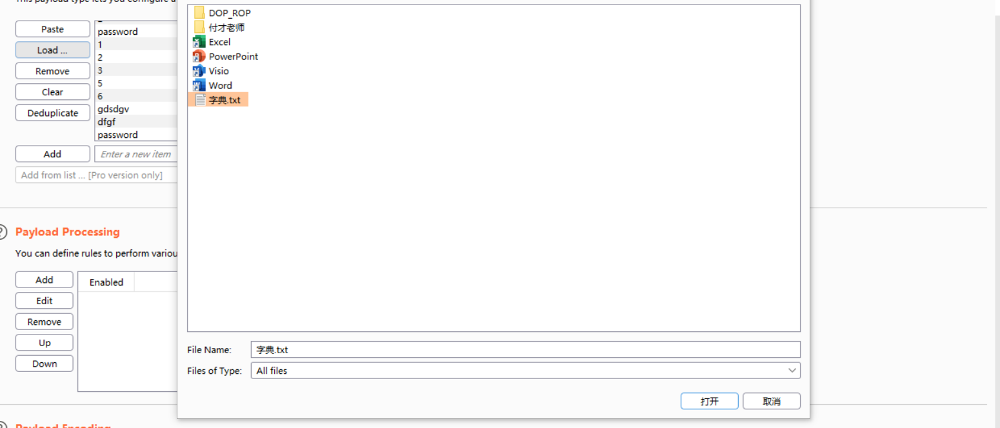 This payload type lets you configure a
Paste
Load ...
Remove
Clear
Deduplicate
password
1
2
3
5
6
gdsdgv
dfgf
password
Add
Enter a new item
Add from list ... [Pro version only]
DOP_ROP
付才老师
Excel
PowerPoint
Visio
Word
字典.txt
? Payload Processing
You can define rules to perform variou
Add
Edit
Remove
Up
Down
Enabled
File Name:
字典.txt
Files of Type:
All files
打开
取消
Payload Encoding